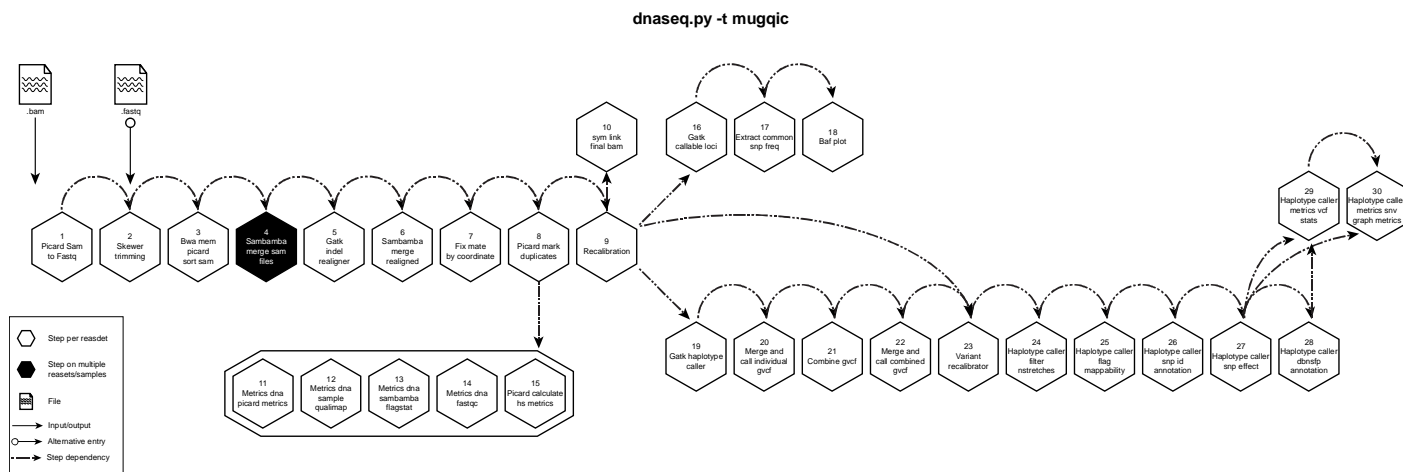 dnaseq.py -t mugqic
.bam
.fastq
1
Picard Sam
to Fastq
2
Skewer
trimming
3
Bwa mem
picard
sort sam
4
Sambamba
merge sam
files
5
Gatk
indel
realigner
6
Sambamba
merge realigned
7
Fix mate
by coordinate
8
Picard mark
duplicates
9
Recalibration
10
sym link
final bam
11
Metrics dna
picard metrics
12
Metrics dna
sample
qualimap
13
Metrics dna
sambamba
flagstat
14
Metrics dna
fastqc
15
Picard calculate
hs metrics
16
Gatk
callable loci
17
Extract common
snp freq
18
Baf plot
19
Gatk haplotype
caller
20
Merge and
call individual
gvcf
21
Combine gvcf
22
Merge and
call combined
gvcf
23
Variant
recalibrator
24
Haplotype caller
filter
nstretches
25
Haplotype caller
flag
mappability
26
Haplotype caller
snp id
annotation
27
Haplotype caller
snp effect
28
Haplotype caller
dbnsfp
annotation
29
Haplotype caller
metrics vcf
stats
30
Haplotype caller
metrics snv
graph metrics
Step per reasdet
Step on multiple
reasets/samples
File
Input/output
Alternative entry
Step dependency